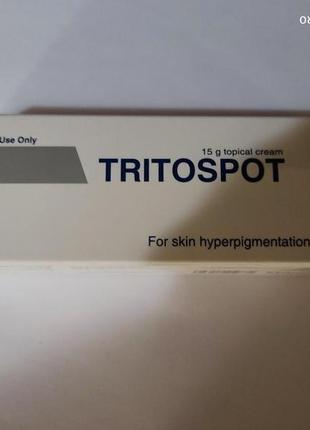 Use Only
15 g topical cream
TRITOSPOT
For skin hyperpigmentation